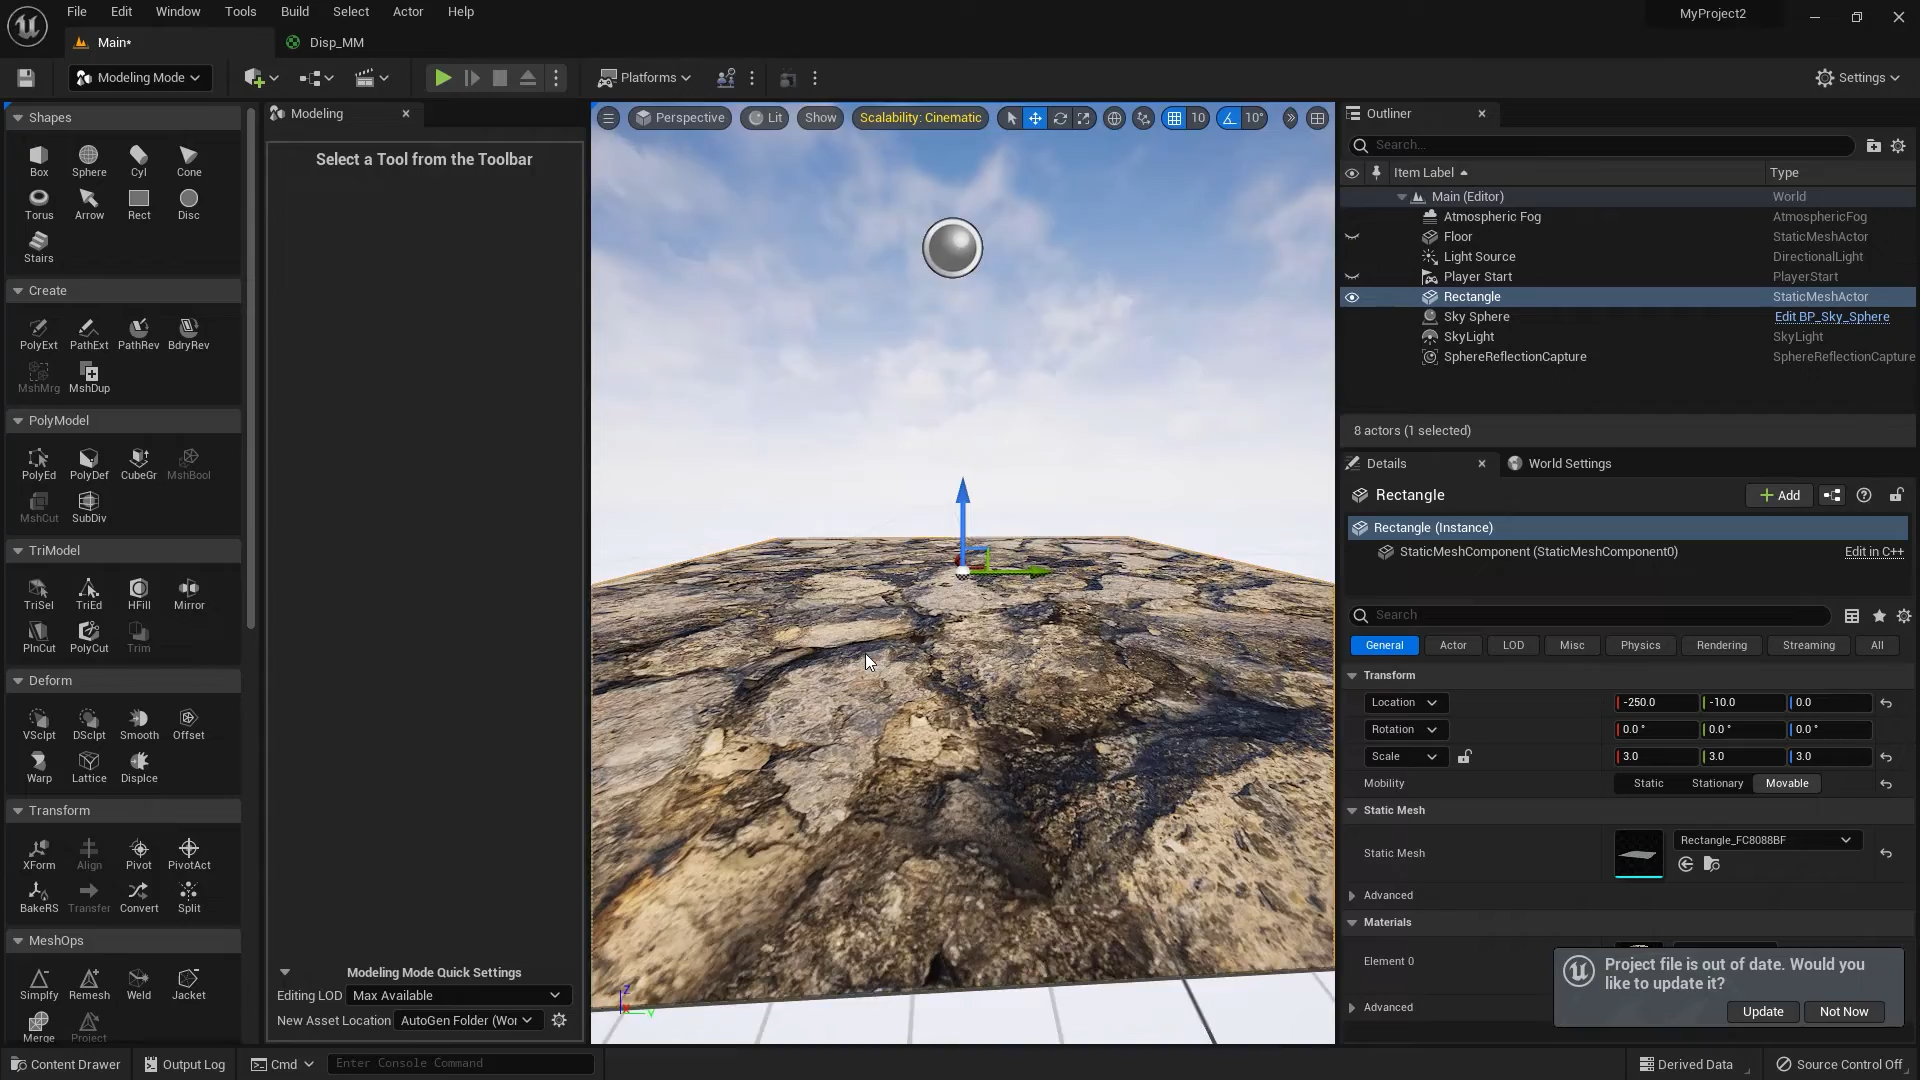 File Edit Window Tools Build Select Actor Help
MyProject2
Main*
Disp_MM
Modeling Mode
Platforms
Settings
Shapes
Box Sphere Cyl Cone
Torus Arrow Rect Disc
Stairs
Create
PolyExt PathExt PathRev BdryRev
MshMrg MshDup
PolyModel
PolyEd PolyDef CubeGr MshBool
MshCut SubDiv
TriModel
TriSel TriEd HFill Mirror
PlnCut PolyCut Trim
Deform
VSclpt DSclpt Smooth Offset
Warp Lattice Displce
Transform
XForm Align Pivot PivotAct
BakeRS Transfer Convert Split
MeshOps
Simplfy Remesh Weld Jacket
Merge Project
Modeling
Select a Tool from the Toolbar
Modeling Mode Quick Settings
Editing LOD Max Available
New Asset Location AutoGen Folder (Wor
Perspective Lit Show Scalability: Cinematic 10 10°
Z
X
Y
Outliner
Search...
Item Label Type
Main (Editor) World
Atmospheric Fog AtmosphericFog
Floor StaticMeshActor
Light Source DirectionalLight
Player Start PlayerStart
Rectangle StaticMeshActor
Sky Sphere Edit BP_Sky_Sphere
SkyLight SkyLight
SphereReflectionCapture SphereReflectionCapture
8 actors (1 selected)
Details
World Settings
Rectangle
Add
Rectangle (Instance)
StaticMeshComponent (StaticMeshComponent0) Edit in C++
Search
General Actor LOD Misc Physics Rendering Streaming All
Transform
Location -250.0 -10.0 0.0
Rotation 0.0 ° 0.0 ° 0.0 °
Scale 3.0 3.0 3.0
Mobility Static Stationary Movable
Static Mesh
Static Mesh Rectangle_FC8088BF
Advanced
Materials
Element 0
Advanced
Project file is out of date. Would you
like to update it?
Update Not Now
Content Drawer Output Log Cmd Enter Console Command
Derived Data Source Control Off